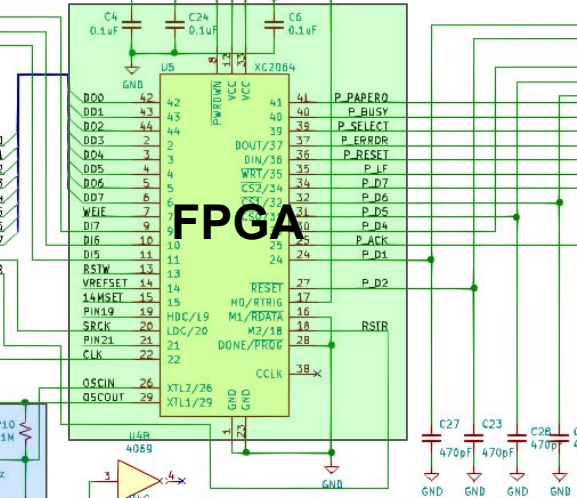 C4
0.1uF
C24
0.1uF
C6
0.1uF
GND
U5
XC2064
8
12
33
PWRDWN
VCC
VCC
DD0 42 42
DD1 43 43
DD2 44 44
DD3 2 2
DD4 3 3
DD5 4 4
DD6 5 5
DD7 6 6
WEIE 7 7
DI7 9
DI6 10 10
DI5 11 11
RSTW 13 13
VREFSET 14 14
14MSET 15 15
PIN19 19 HDC/19
SRCK 20 LDC/20
PIN21 21 21
CLK 22 22
OSCIN 26 XTL2/26
OSCOUT 29 XTL1/29
FPGA
41 41 P_PAPERO
40 40 P_BUSY
39 39 P_SELECT
DOUT/37 37 P_ERROR
DIN/36 36 P_RESET
WRT/35 35 P_LF
CS2/34 34 P_D7
32 P_D6
31 P_D5
30 P_D4
25 25 P_ACK
24 24 P_D1
RESET 27 P_D2
M0/RTRIG 17
M1/RDATA 16
M2/18 18 RSTR
DONE/PROG 28
CCLK 38
GND
GND
1
23
U4B
4069
3
4
GND
1M
C27
470pF
C23
470pF
C28
470p
GND
GND
GND
GND